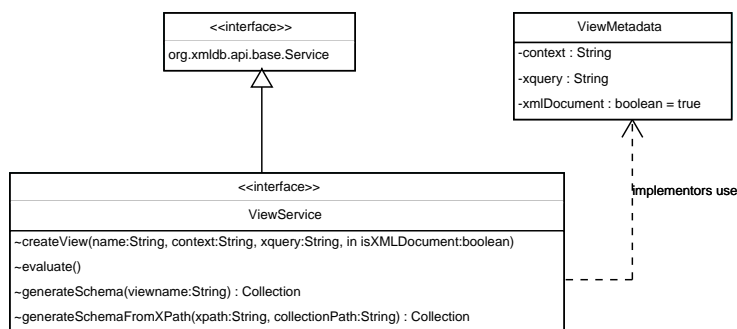 <<interface>>
org.xmldb.api.base.Service
ViewMetadata
-context : String
-xquery : String
-xmlDocument : boolean = true
<<interface>>
ViewService
~createView(name:String, context:String, xquery:String, in isXMLDocument:boolean)
~evaluate()
~generateSchema(viewname:String) : Collection
~generateSchemaFromXPath(xpath:String, collectionPath:String) : Collection
implementors use